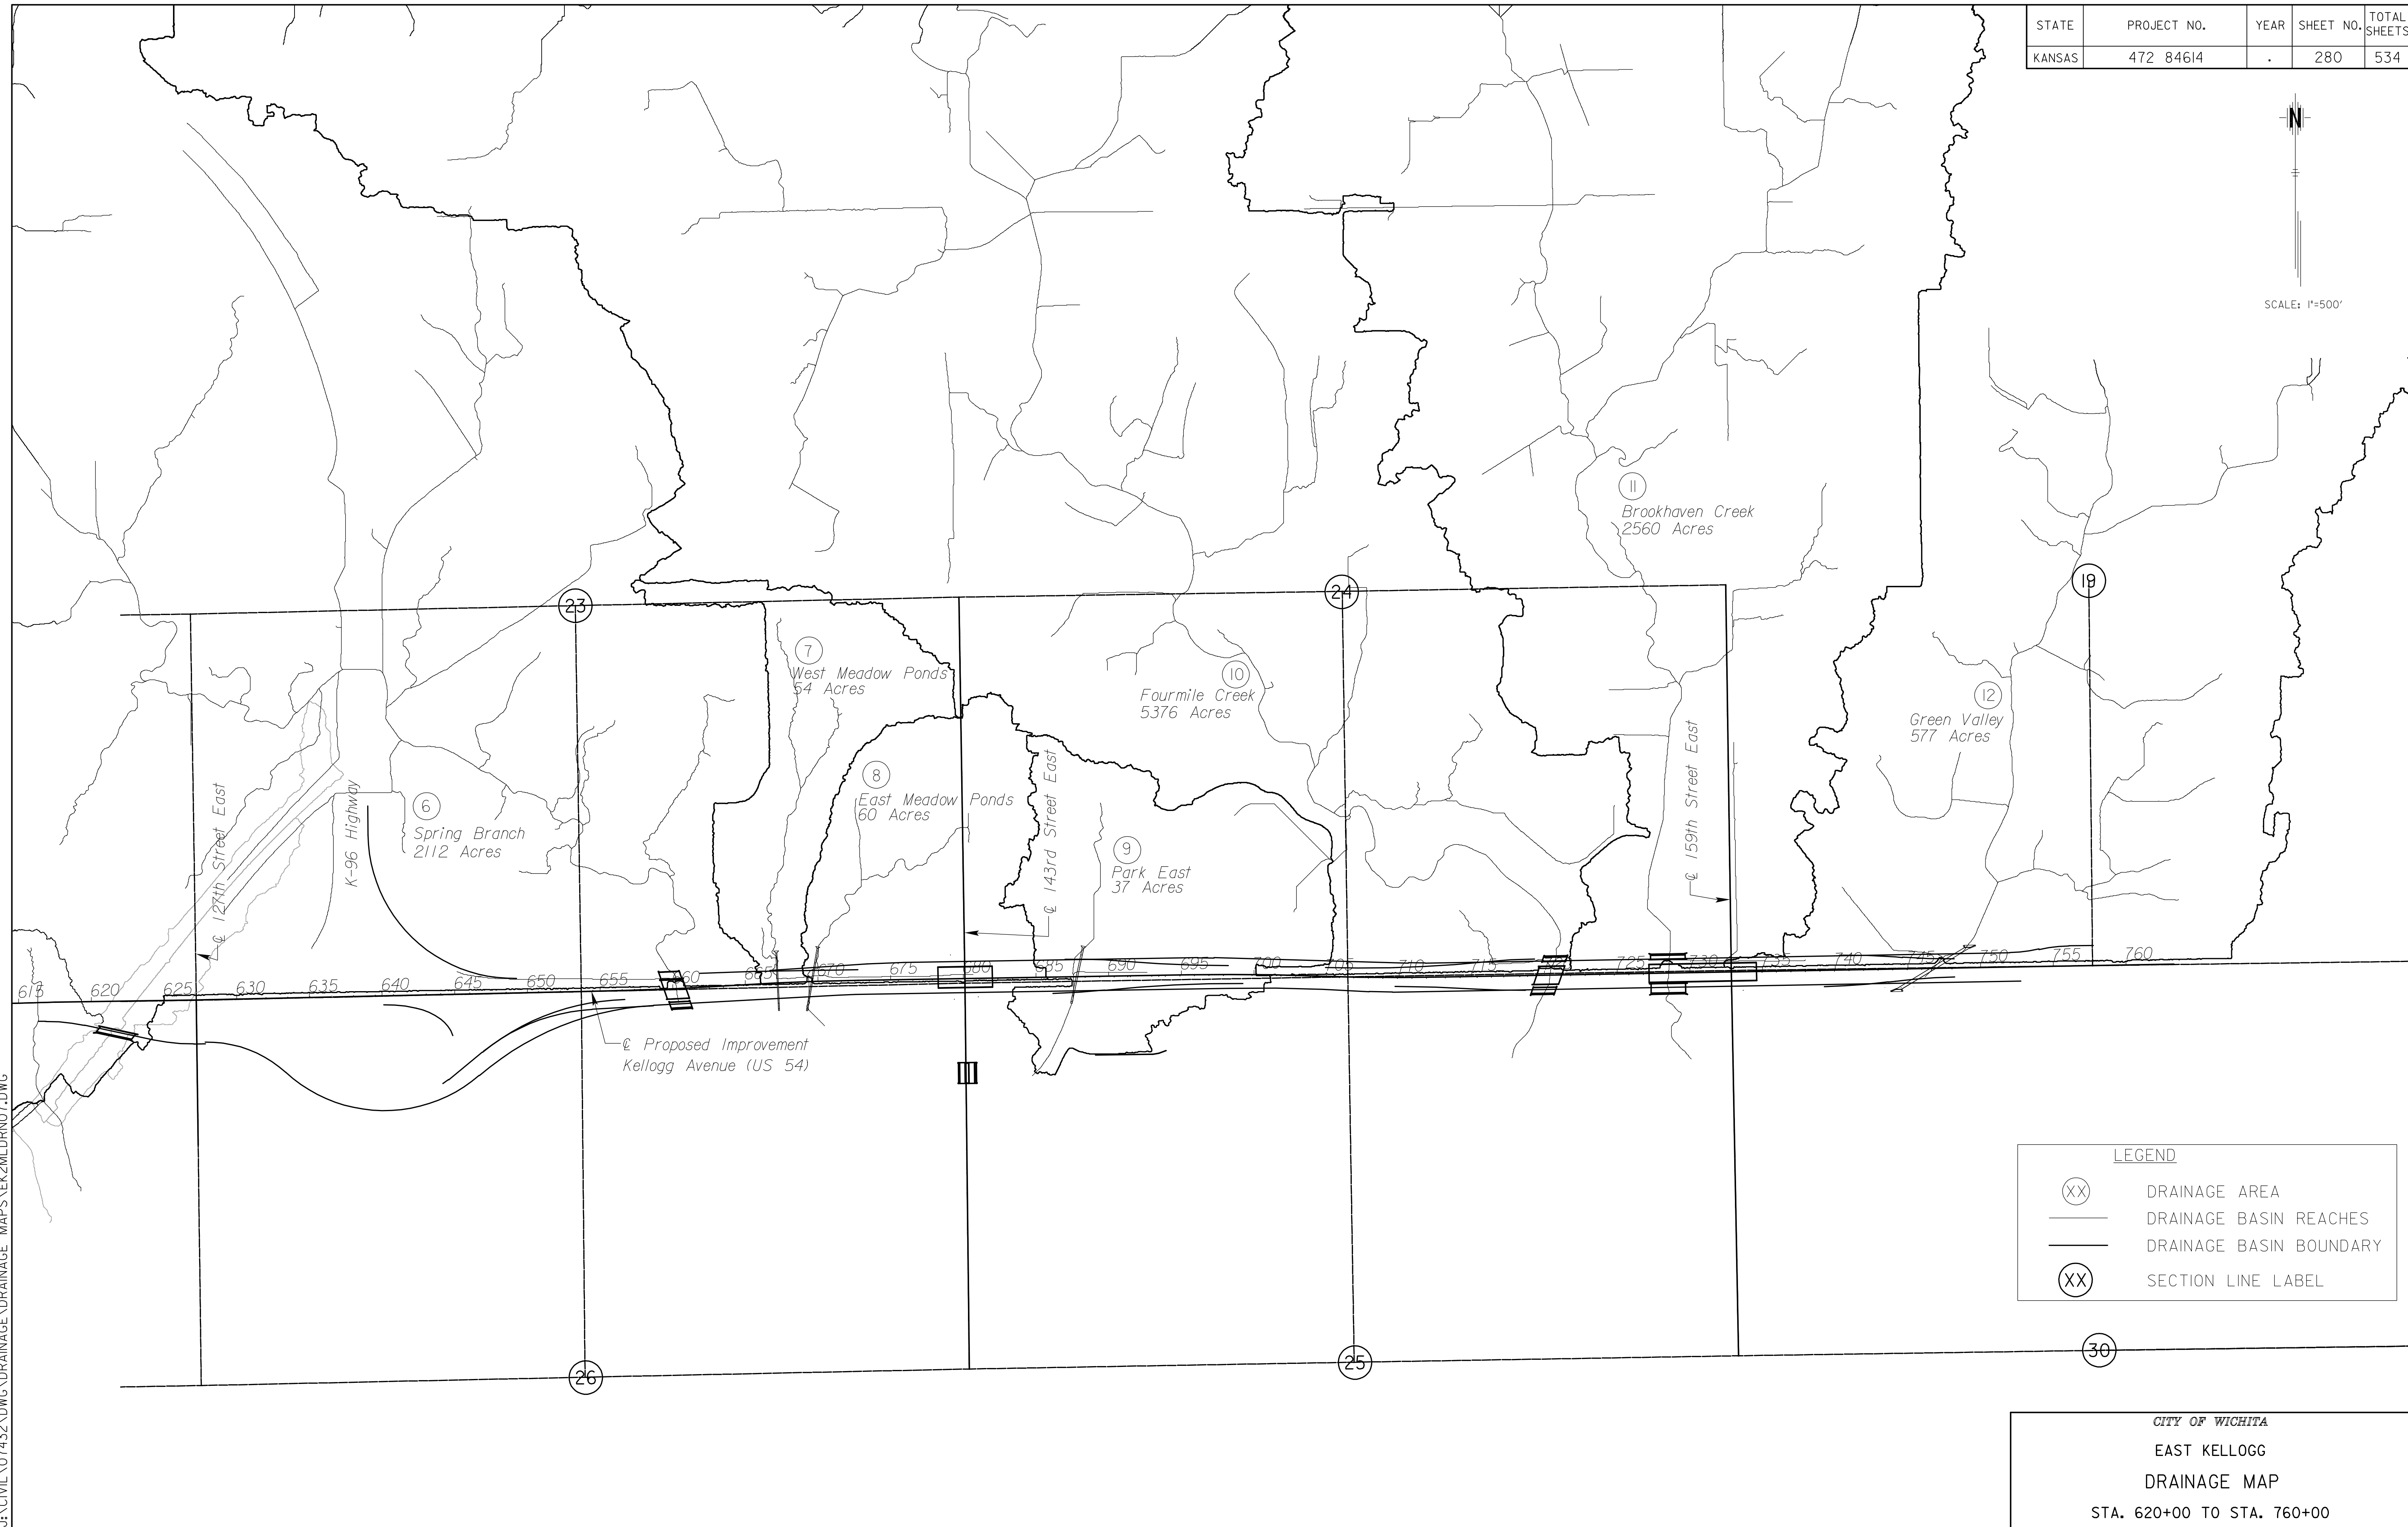 STATE PROJECT NO. YEAR SHEET NO. TOTAL SHEETS
KANSAS 472 84614 . 280 534
N
SCALE: 1"=500'
11
Brookhaven Creek
2560 Acres
23
24
19
7
West Meadow Ponds
54 Acres
10
Fourmile Creek
5376 Acres
12
Green Valley
577 Acres
8
East Meadow Ponds
60 Acres
6
Spring Branch
2112 Acres
9
Park East
37 Acres
℄ 127th Street East
K-96 Highway
℄ 143rd Street East
℄ 159th Street East
615 620 625 630 635 640 645 650 655 660 665 670 675 680 685 690 695 700 705 710 715 725 730 735 740 745 750 755 760
℄ Proposed Improvement
Kellogg Avenue (US 54)
LEGEND
XX DRAINAGE AREA
DRAINAGE BASIN REACHES
DRAINAGE BASIN BOUNDARY
XX SECTION LINE LABEL
26
25
30
CITY OF WICHITA
EAST KELLOGG
DRAINAGE MAP
STA. 620+00 TO STA. 760+00